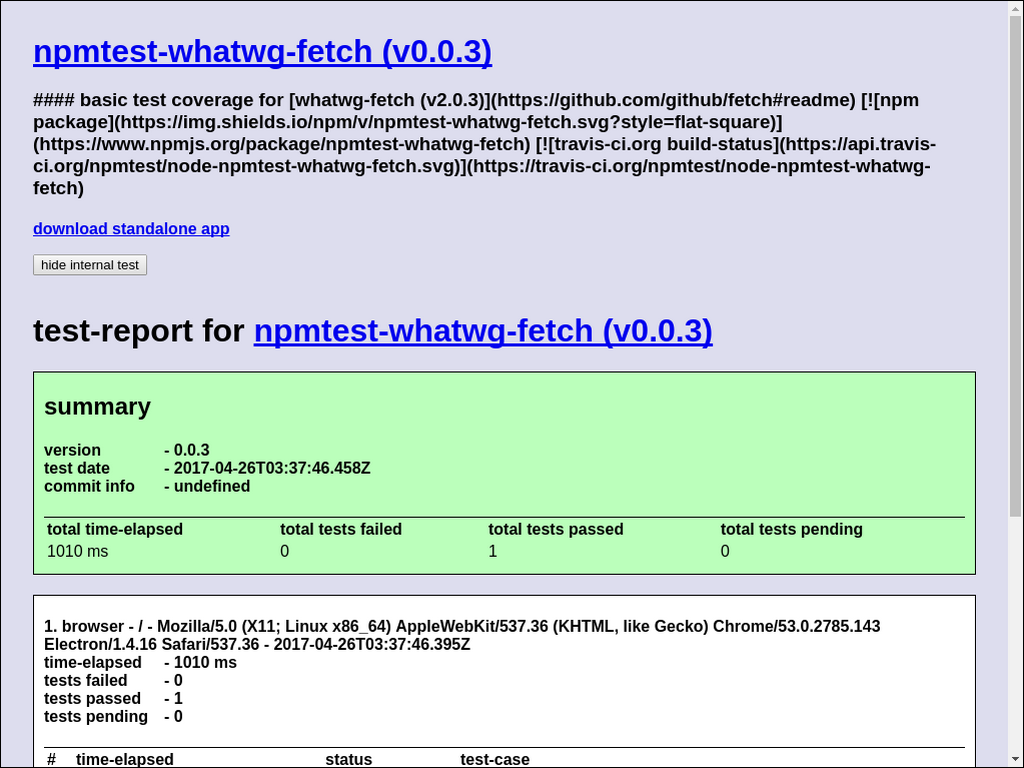 npmtest-whatwg-fetch (v0.0.3)
#### basic test coverage for [whatwg-fetch (v2.0.3)](https://github.com/github/fetch#readme) [![npm
package](https://img.shields.io/npm/v/npmtest-whatwg-fetch.svg?style=flat-square)]
(https://www.npmjs.org/package/npmtest-whatwg-fetch) [![travis-ci.org build-status](https://api.travis-
ci.org/npmtest/node-npmtest-whatwg-fetch.svg)](https://travis-ci.org/npmtest/node-npmtest-whatwg-
fetch)
download standalone app
hide internal test
test-report for npmtest-whatwg-fetch (v0.0.3)
summary
version - 0.0.3
test date - 2017-04-26T03:37:46.458Z
commit info - undefined
total time-elapsed total tests failed total tests passed total tests pending
1010 ms 0 1 0
1. browser - / - Mozilla/5.0 (X11; Linux x86_64) AppleWebKit/537.36 (KHTML, like Gecko) Chrome/53.0.2785.143
Electron/1.4.16 Safari/537.36 - 2017-04-26T03:37:46.395Z
time-elapsed - 1010 ms
tests failed - 0
tests passed - 1
tests pending - 0
# time-elapsed status test-case